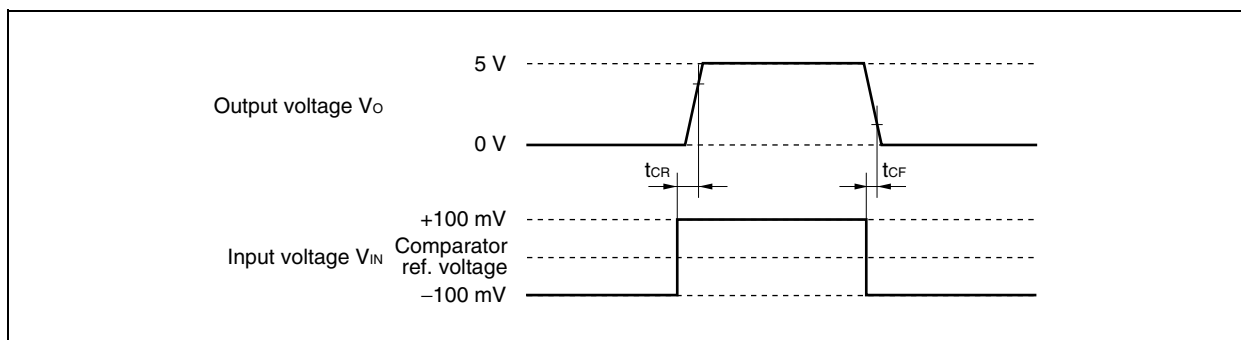 5 V
Output voltage VO
0 V
tCR
tCF
+100 mV
Input voltage VIN
Comparator
ref. voltage
−100 mV